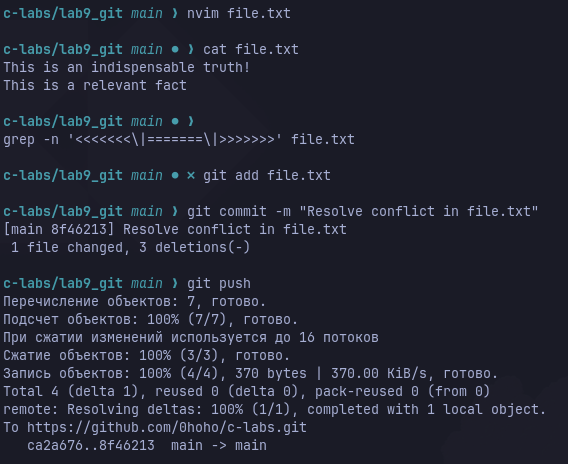 c-labs/lab9_git main ❯ nvim file.txt
c-labs/lab9_git main ● ❯ cat file.txt
This is an indispensable truth!
This is a relevant fact
c-labs/lab9_git main ● ❯
grep -n '<<<<<<<\|=======\|>>>>>>>' file.txt
c-labs/lab9_git main ● × git add file.txt
c-labs/lab9_git main ❯ git commit -m "Resolve conflict in file.txt"
[main 8f46213] Resolve conflict in file.txt
 1 file changed, 3 deletions(-)
c-labs/lab9_git main ❯ git push
Перечисление объектов: 7, готово.
Подсчет объектов: 100% (7/7), готово.
При сжатии изменений используется до 16 потоков
Сжатие объектов: 100% (3/3), готово.
Запись объектов: 100% (4/4), 370 bytes | 370.00 KiB/s, готово.
Total 4 (delta 1), reused 0 (delta 0), pack-reused 0 (from 0)
remote: Resolving deltas: 100% (1/1), completed with 1 local object.
To https://github.com/0hoho/c-labs.git
   ca2a676..8f46213  main -> main